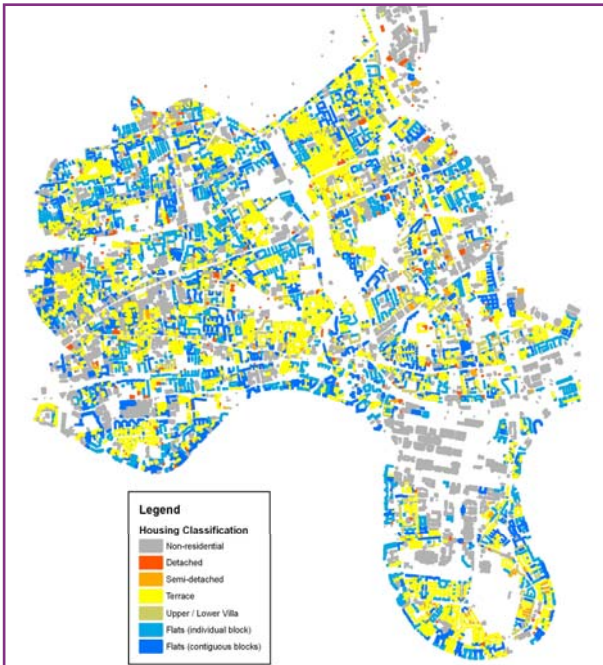 Legend
Housing Classification
Non-residential
Detached
Semi-detached
Terrace
Upper / Lower Villa
Flats (individual block)
Flats (contiguous blocks)